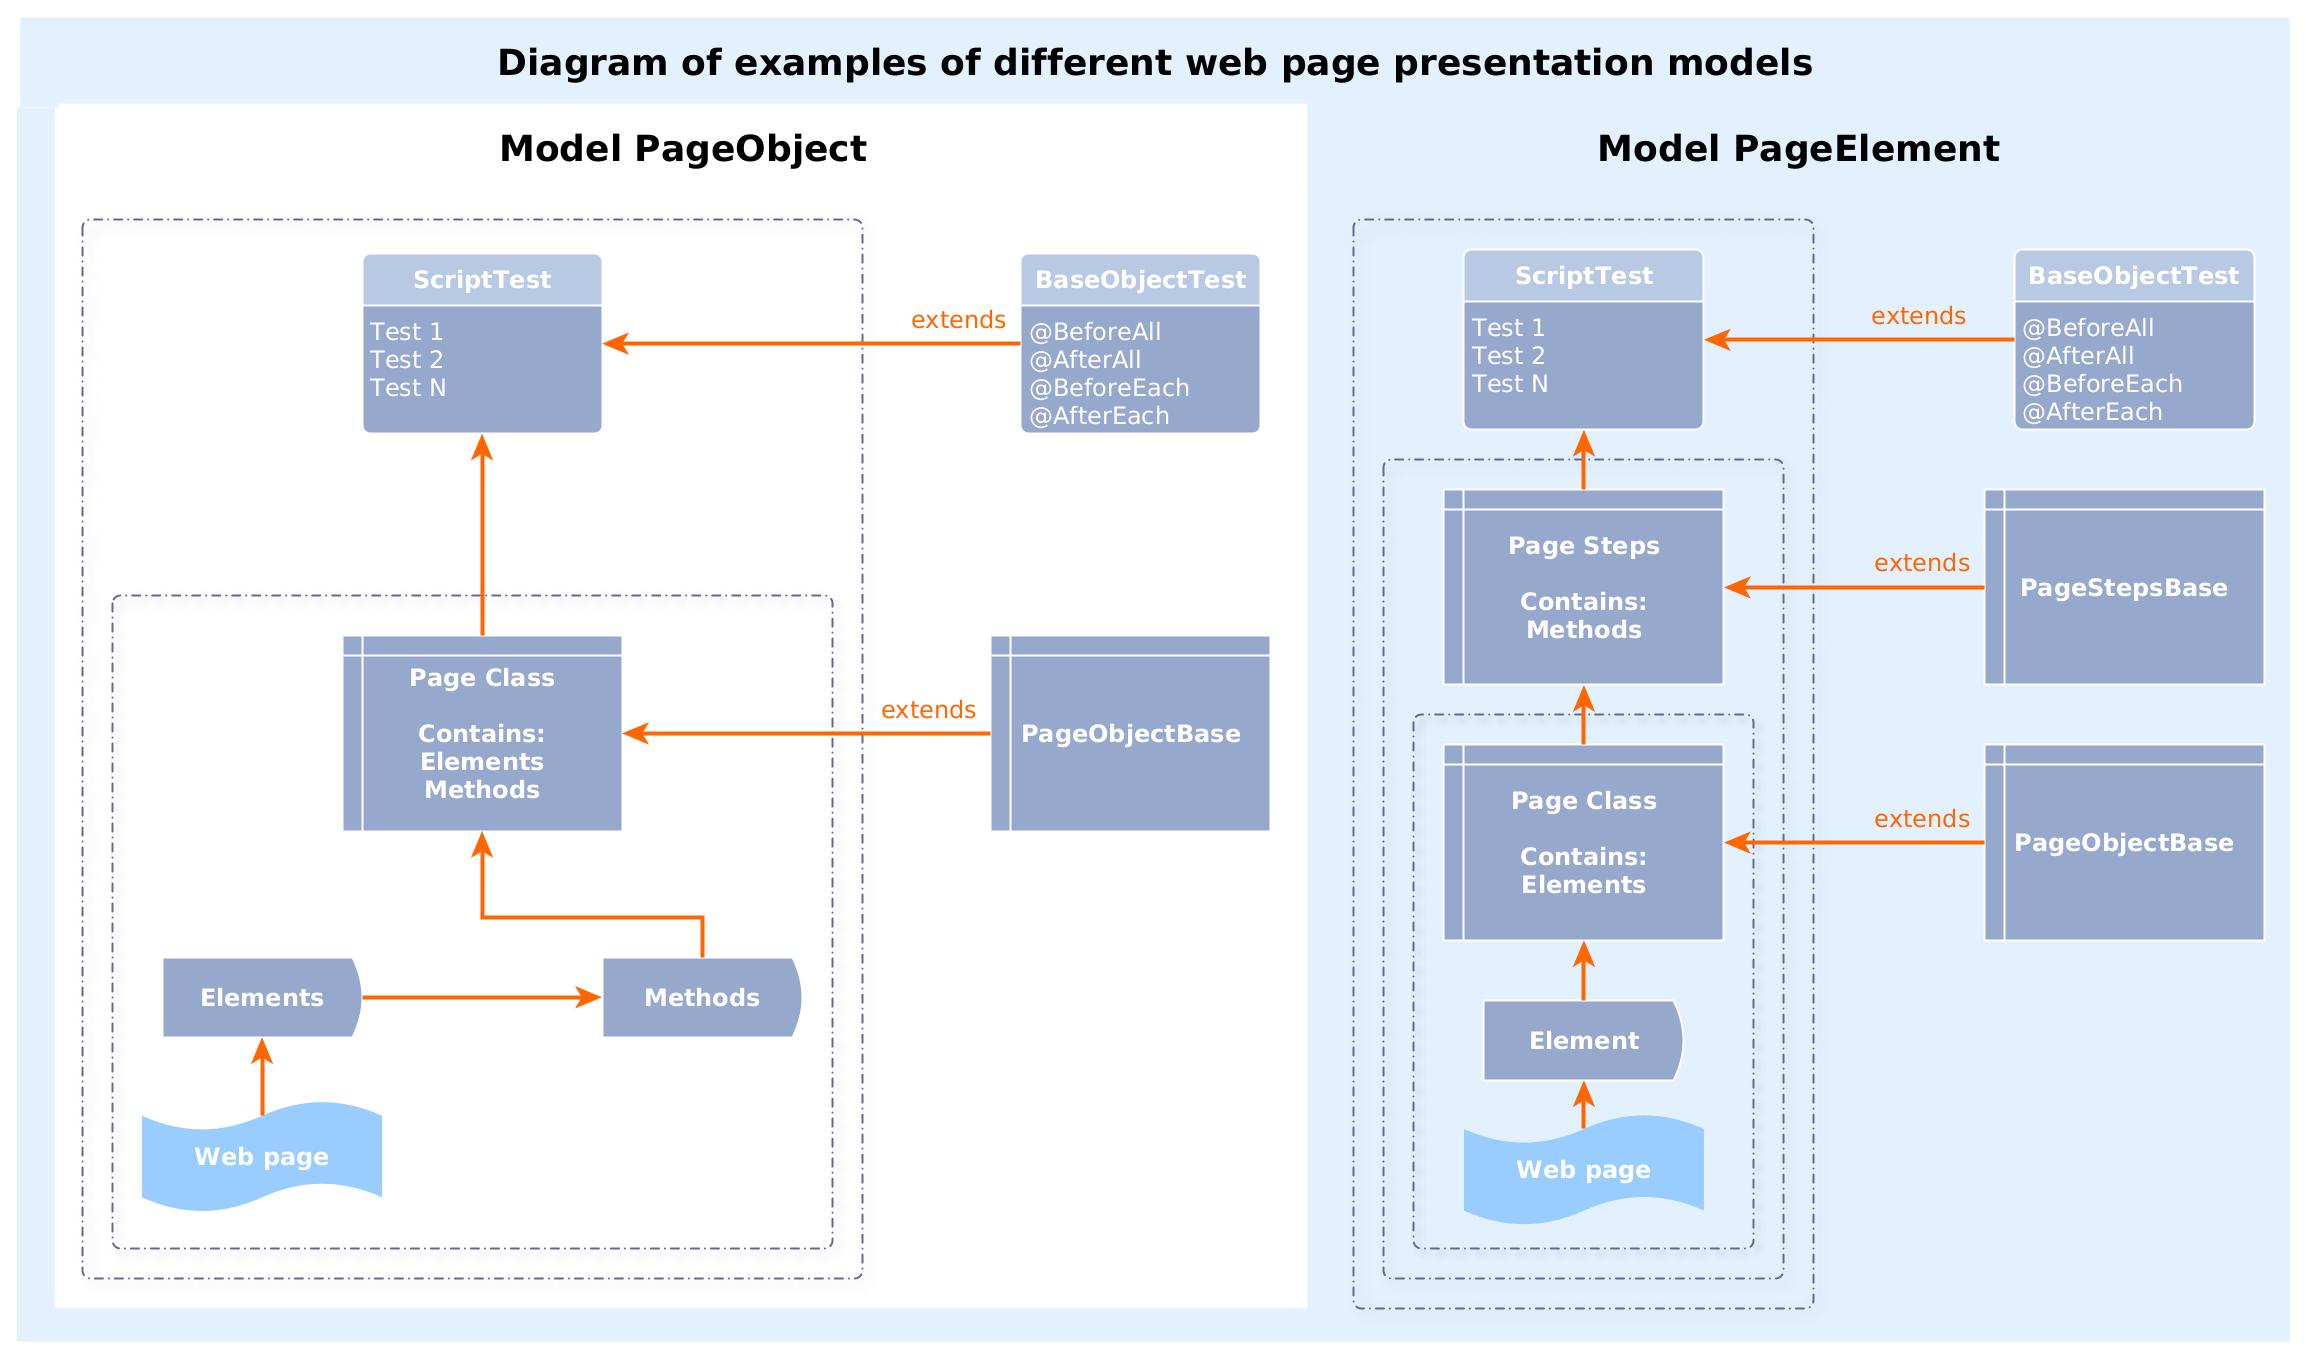 Diagram of examples of different web page presentation models
Model PageObject
ScriptTest
Test 1
Test 2
Test N
extends
BaseObjectTest
@BeforeAll
@AfterAll
@BeforeEach
@AfterEach
Page Class
Contains:
Elements
Methods
extends
PageObjectBase
Elements
Methods
Web page
Model PageElement
ScriptTest
Test 1
Test 2
Test N
extends
BaseObjectTest
@BeforeAll
@AfterAll
@BeforeEach
@AfterEach
Page Steps
Contains:
Methods
extends
PageStepsBase
Page Class
Contains:
Elements
extends
PageObjectBase
Element
Web page